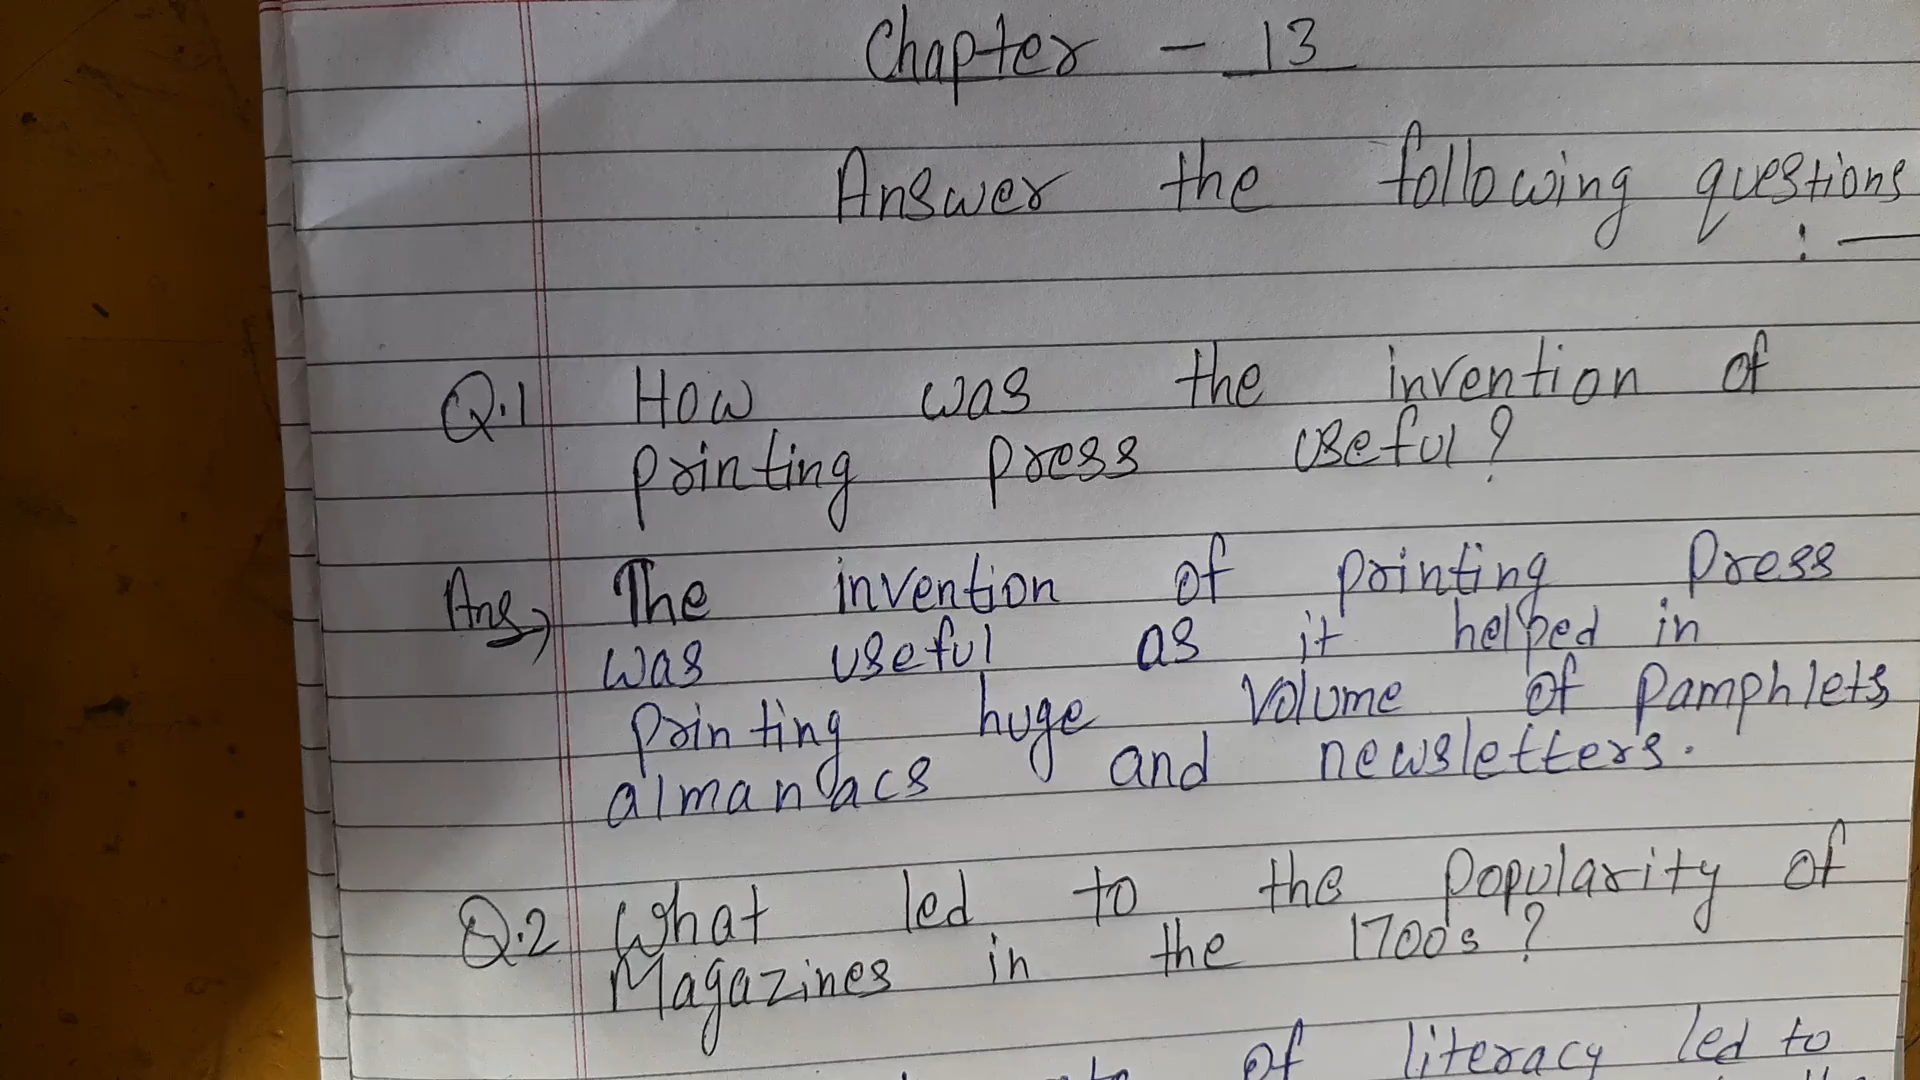 Chapter - 13
Answer the following questions
: —
Q.1 How was the invention of
printing press useful?
Ans, The invention of printing press
was useful as it helped in
printing huge volume of pamphlets
almanacs and newsletters.
Q.2 What led to the popularity of
Magazines in the 1700s?
of literacy led to